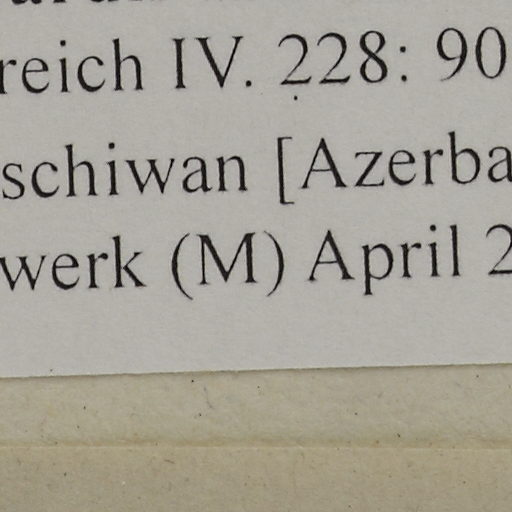 reich IV. 228: 90
schiwan [Azerba
werk (M) April 2